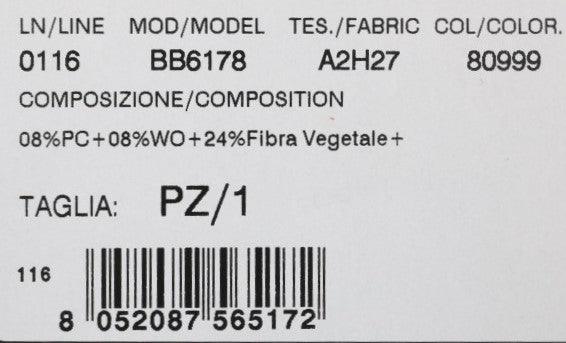 LN/LINE MOD/MODEL TES./FABRIC COL/COLOR.
0116 BB6178 A2H27 80999
COMPOSIZIONE/COMPOSITION
08%PC+08%WO+24%Fibra Vegetale+
TAGLIA: PZ/1
116
8 052087 565172